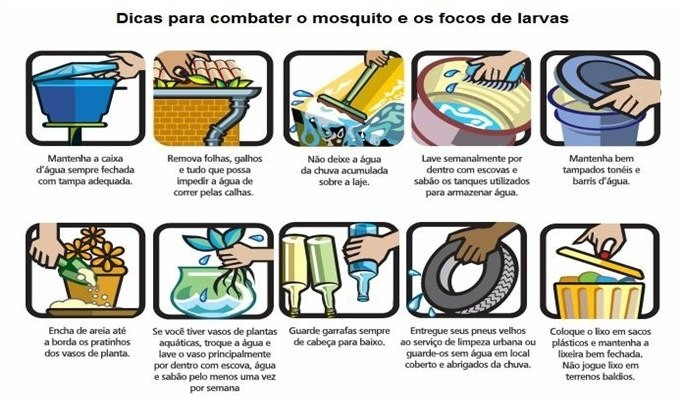 Dicas para combater o mosquito e os focos de larvas
Mantenha a caixa
d'água sempre fechada
com tampa adequada.
Remova folhas, galhos
e tudo que possa
impedir a água de
correr pelas calhas.
Não deixe a água
da chuva acumulada
sobre a laje.
Lave semanalmente por
dentro com escovas e
sabão os tanques utilizados
para armazenar água.
Mantenha bem
tampados tonéis e
barris d'água.
Encha de areia até
a borda os pratinhos
dos vasos de planta.
Se você tiver vasos de plantas
aquáticas, troque a água e
lave o vaso principalmente
por dentro com escova, água
e sabão pelo menos uma vez
por semana
Guarde garrafas sempre
de cabeça para baixo.
Entregue seus pneus velhos
ao serviço de limpeza urbana ou
guarde-os sem água em local
coberto e abrigados da chuva.
Coloque o lixo em sacos
plásticos e mantenha a
lixeira bem fechada.
Não jogue lixo em
terrenos baldios.